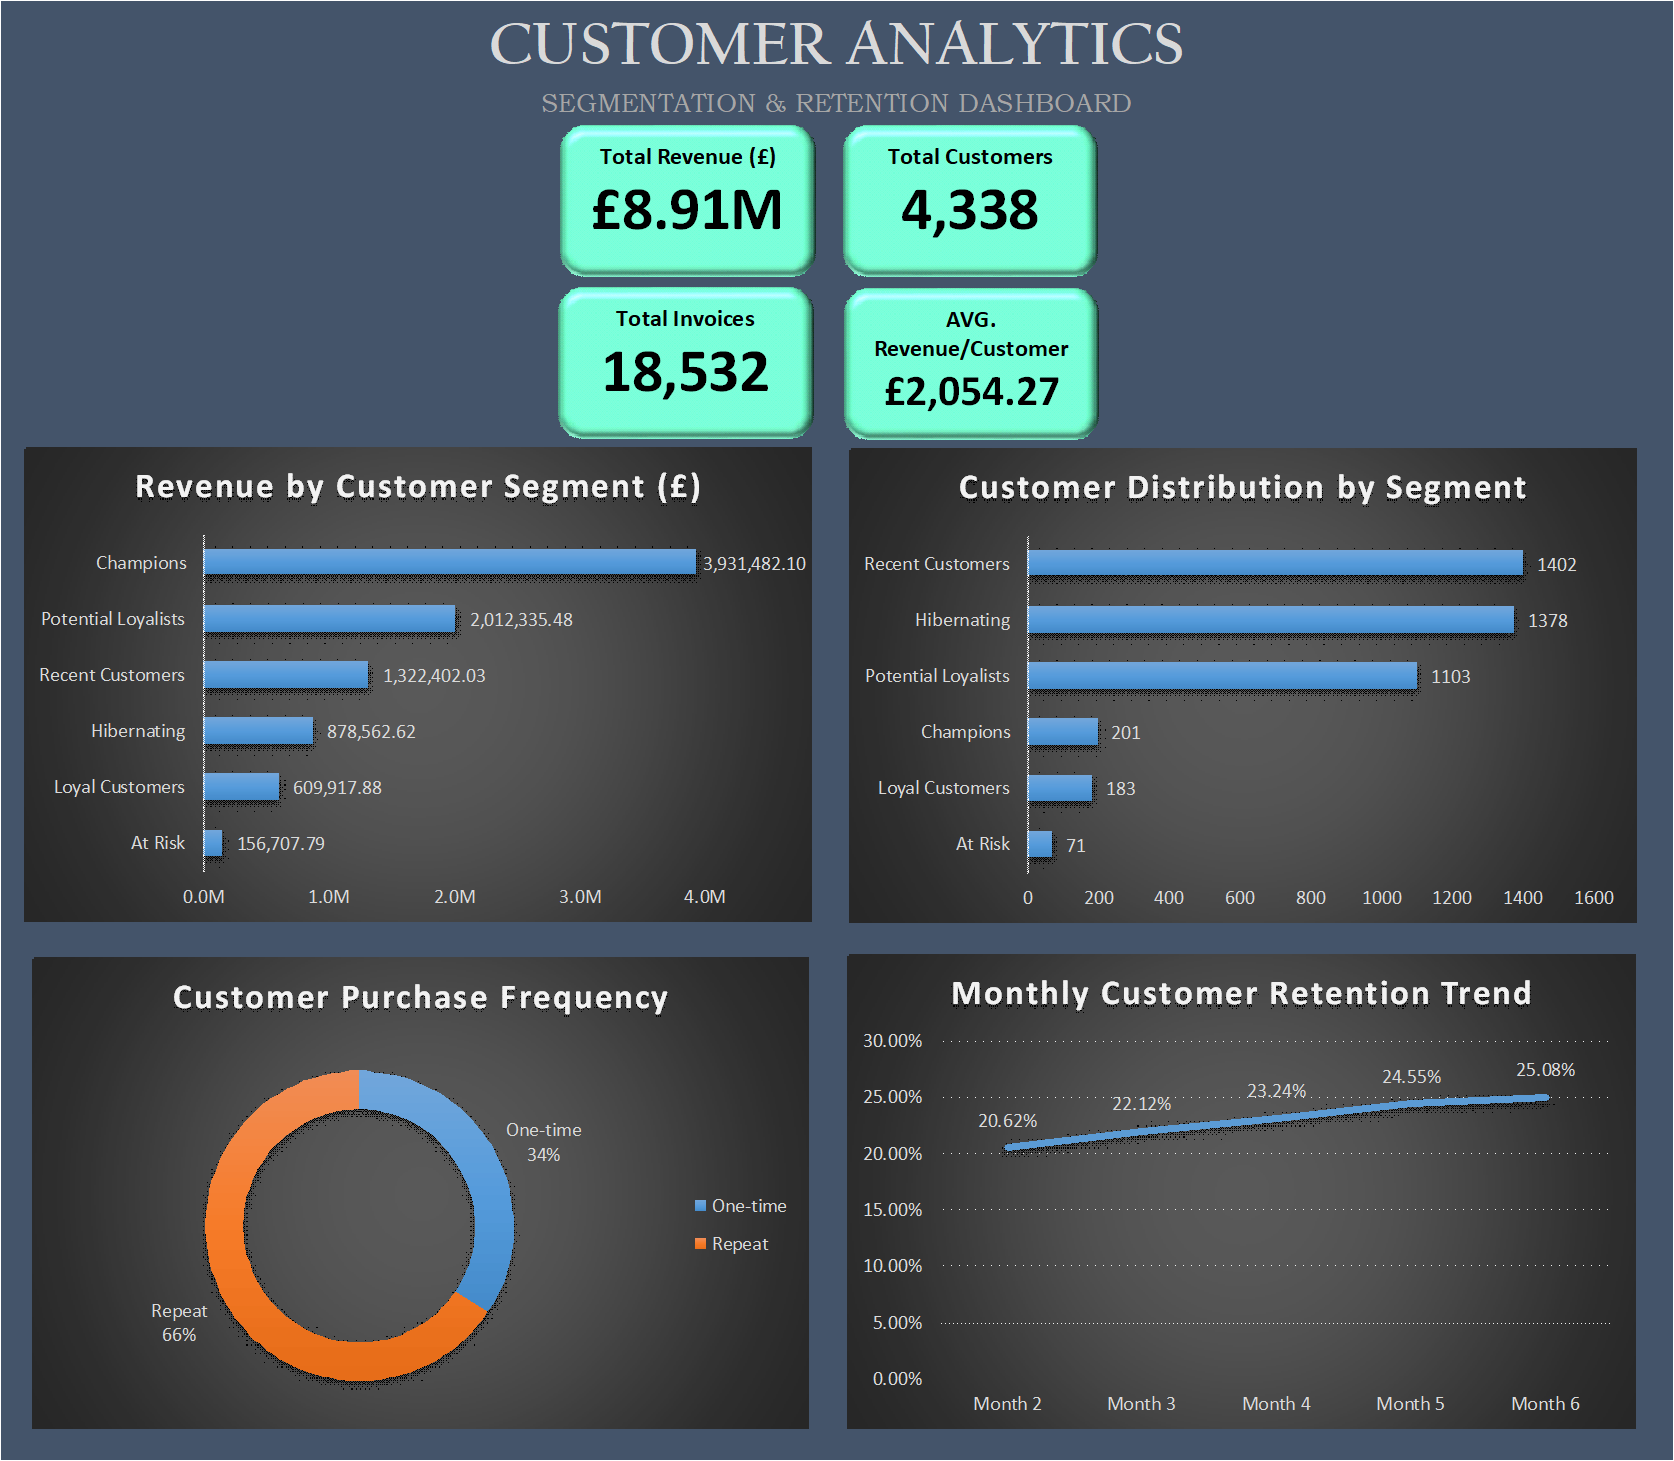 CUSTOMER ANALYTICS
SEGMENTATION & RETENTION DASHBOARD
Total Revenue (£)
£8.91M
Total Customers
4,338
Total Invoices
18,532
AVG.
Revenue/Customer
£2,054.27
Revenue by Customer Segment (£)
Champions 3,931,482.10
Potential Loyalists 2,012,335.48
Recent Customers 1,322,402.03
Hibernating 878,562.62
Loyal Customers 609,917.88
At Risk 156,707.79
0.0M 1.0M 2.0M 3.0M 4.0M
Customer Distribution by Segment
Recent Customers 1402
Hibernating 1378
Potential Loyalists 1103
Champions 201
Loyal Customers 183
At Risk 71
0 200 400 600 800 1000 1200 1400 1600
Customer Purchase Frequency
One-time
34%
One-time
Repeat
Repeat
66%
Monthly Customer Retention Trend
30.00%
25.00%
20.00%
15.00%
10.00%
5.00%
0.00%
20.62% 22.12% 23.24% 24.55% 25.08%
Month 2 Month 3 Month 4 Month 5 Month 6